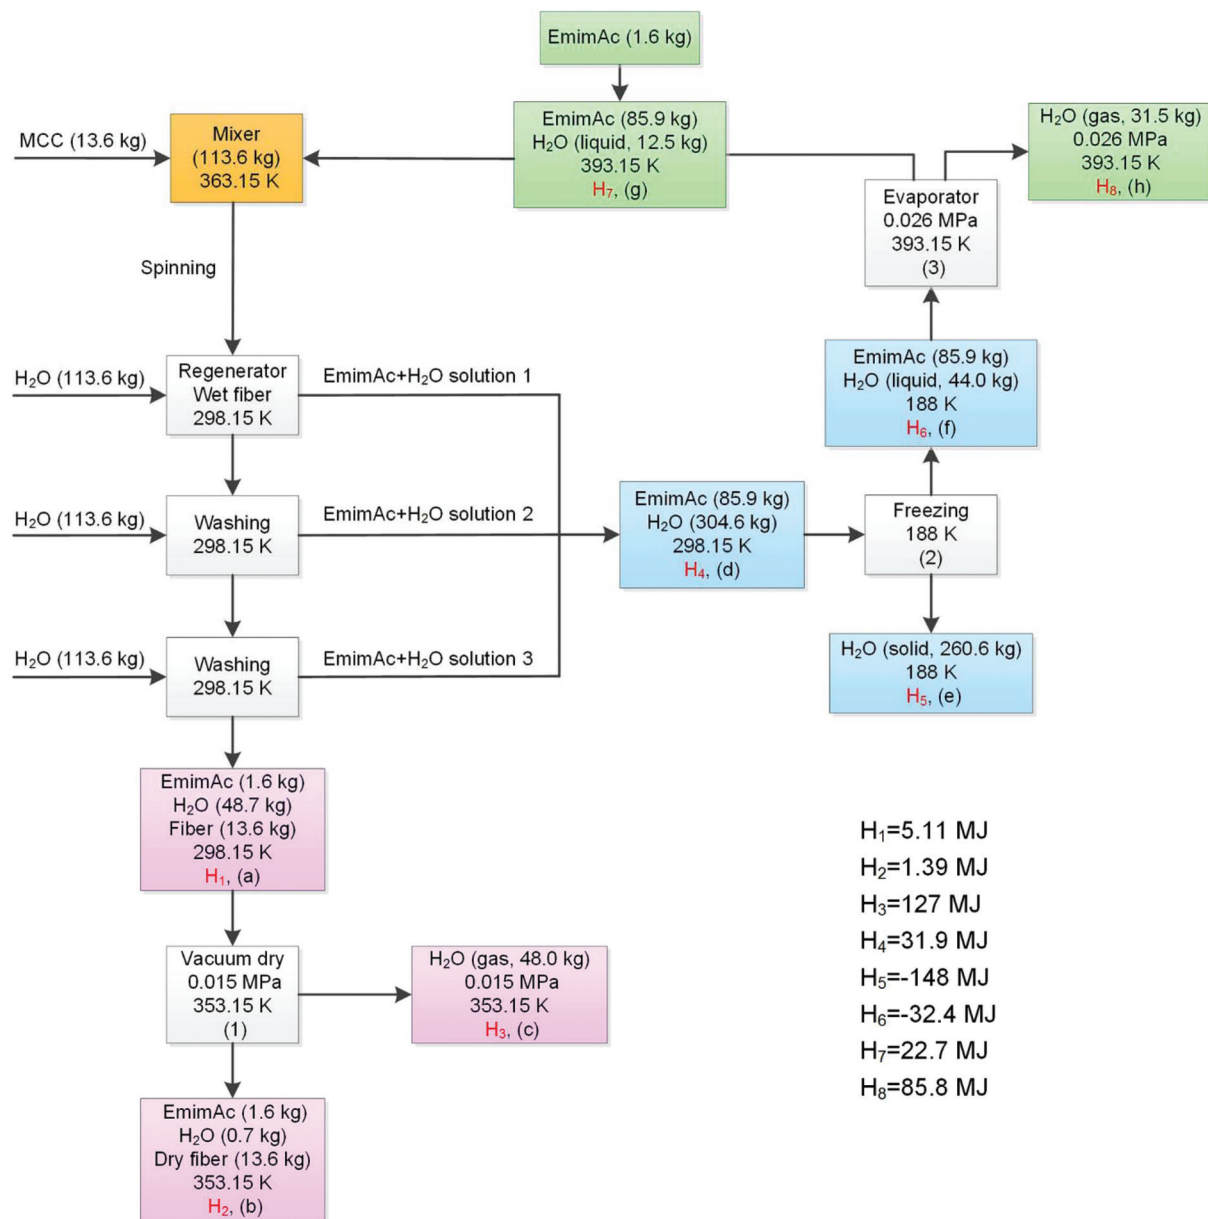 EmimAc (1.6 kg)
MCC (13.6 kg)
Mixer
(113.6 kg)
363.15 K
EmimAc (85.9 kg)
H₂O (liquid, 12.5 kg)
393.15 K
H₇, (g)
H₂O (gas, 31.5 kg)
0.026 MPa
393.15 K
H₈, (h)
Evaporator
0.026 MPa
393.15 K
(3)
Spinning
H₂O (113.6 kg)
Regenerator
Wet fiber
298.15 K
EmimAc+H₂O solution 1
EmimAc (85.9 kg)
H₂O (liquid, 44.0 kg)
188 K
H₆, (f)
H₂O (113.6 kg)
Washing
298.15 K
EmimAc+H₂O solution 2
EmimAc (85.9 kg)
H₂O (304.6 kg)
298.15 K
H₄, (d)
Freezing
188 K
(2)
H₂O (113.6 kg)
Washing
298.15 K
EmimAc+H₂O solution 3
H₂O (solid, 260.6 kg)
188 K
H₅, (e)
EmimAc (1.6 kg)
H₂O (48.7 kg)
Fiber (13.6 kg)
298.15 K
H₁, (a)
Vacuum dry
0.015 MPa
353.15 K
(1)
H₂O (gas, 48.0 kg)
0.015 MPa
353.15 K
H₃, (c)
EmimAc (1.6 kg)
H₂O (0.7 kg)
Dry fiber (13.6 kg)
353.15 K
H₂, (b)
H₁=5.11 MJ
H₂=1.39 MJ
H₃=127 MJ
H₄=31.9 MJ
H₅=-148 MJ
H₆=-32.4 MJ
H₇=22.7 MJ
H₈=85.8 MJ